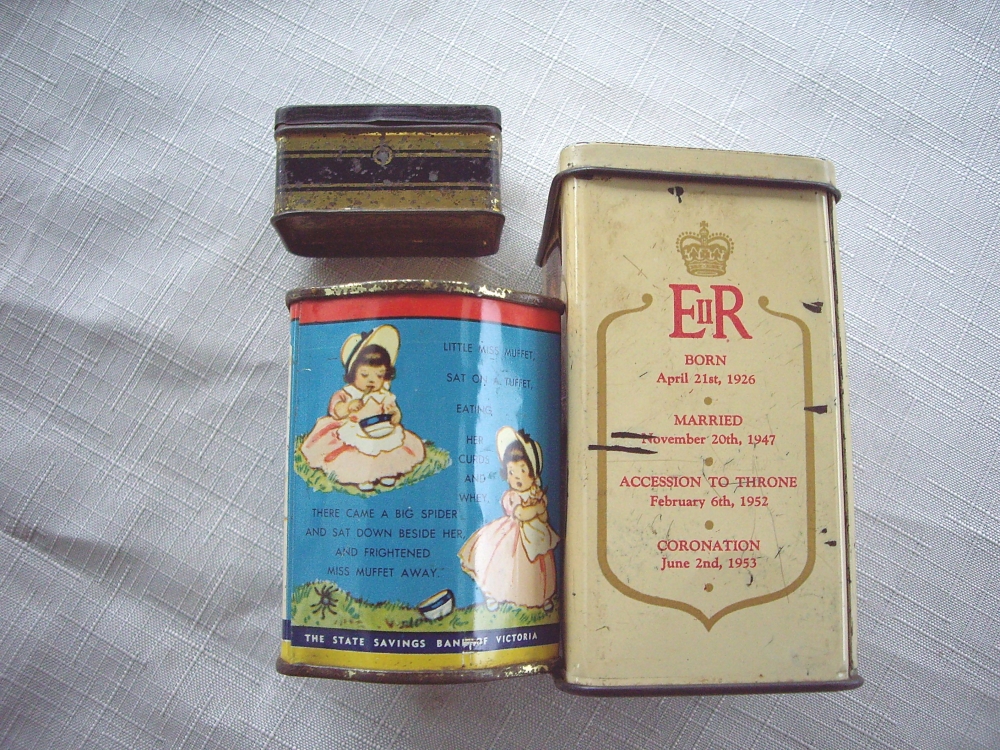 LITTLE MISS MUFFET,
SAT ON A TUFFET,
EATING
HER
CURDS
AND
WHEY,
THERE CAME A BIG SPIDER
AND SAT DOWN BESIDE HER,
AND FRIGHTENED
MISS MUFFET AWAY."
THE STATE SAVINGS BANK OF VICTORIA
EIIR
BORN
April 21st, 1926
MARRIED
November 20th, 1947
ACCESSION TO THRONE
February 6th, 1952
CORONATION
June 2nd, 1953